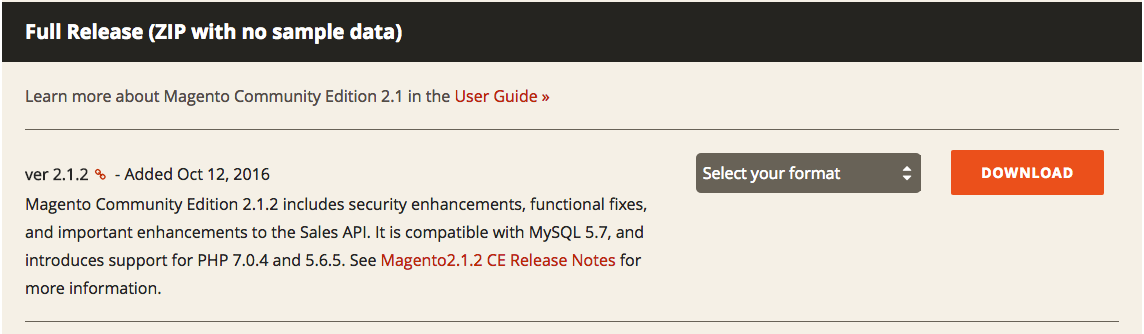 Full Release (ZIP with no sample data)
Learn more about Magento Community Edition 2.1 in the User Guide »
ver 2.1.2 - Added Oct 12, 2016
Select your format
DOWNLOAD
Magento Community Edition 2.1.2 includes security enhancements, functional fixes,
and important enhancements to the Sales API. It is compatible with MySQL 5.7, and
introduces support for PHP 7.0.4 and 5.6.5. See Magento2.1.2 CE Release Notes for
more information.